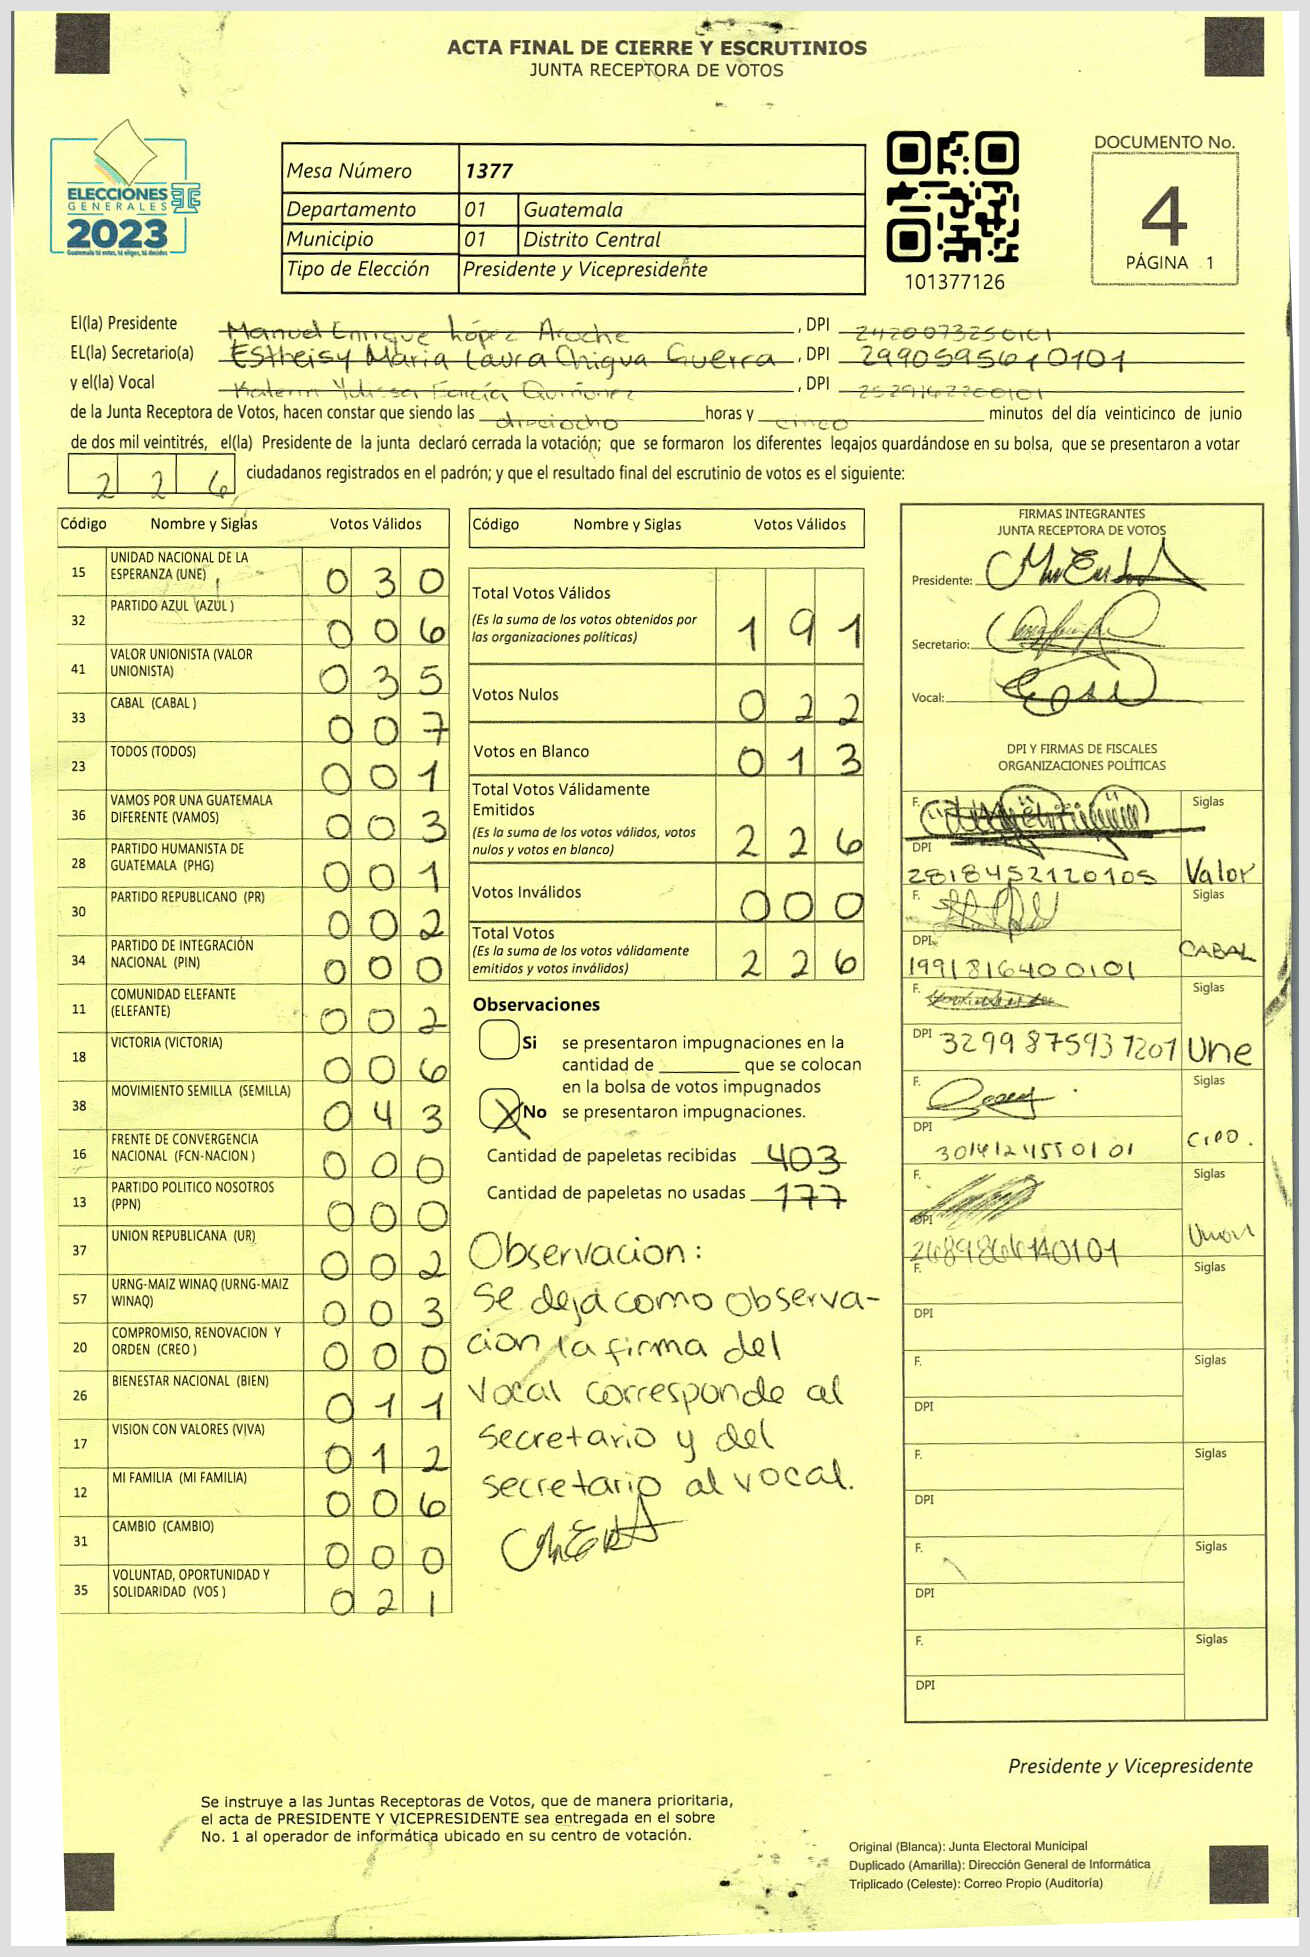 ACTA FINAL DE CIERRE Y ESCRUTINIOS
JUNTA RECEPTORA DE VOTOS
ELECCIONES
GENERALES
2023
Guatemala tú votas, tú eliges, tú decides
Mesa Número 1377
Departamento 01 Guatemala
Municipio 01 Distrito Central
Tipo de Elección Presidente y Vicepresidente
101377126
DOCUMENTO No.
4
PÁGINA 1
El(la) Presidente Manuel Enrique López Aroche, DPI 2420073250101
EL(la) Secretario(a) Estheisy Maria Laura Chigua Guerra, DPI 2990595610101
y el(la) Vocal Katerin Yulissa García Quiñonez, DPI 2529167200101
de la Junta Receptora de Votos, hacen constar que siendo las dieciocho horas y cinco minutos del día veinticinco de junio
de dos mil veintitrés, el(la) Presidente de la junta declaró cerrada la votación; que se formaron los diferentes legajos guardándose en su bolsa, que se presentaron a votar
2 2 6 ciudadanos registrados en el padrón; y que el resultado final del escrutinio de votos es el siguiente:
Código Nombre y Siglas Votos Válidos
15 UNIDAD NACIONAL DE LA ESPERANZA (UNE) 0 3 0
32 PARTIDO AZUL (AZUL ) 0 0 6
41 VALOR UNIONISTA (VALOR UNIONISTA) 0 3 5
33 CABAL (CABAL ) 0 0 7
23 TODOS (TODOS) 0 0 1
36 VAMOS POR UNA GUATEMALA DIFERENTE (VAMOS) 0 0 3
28 PARTIDO HUMANISTA DE GUATEMALA (PHG) 0 0 1
30 PARTIDO REPUBLICANO (PR) 0 0 2
34 PARTIDO DE INTEGRACIÓN NACIONAL (PIN) 0 0 0
11 COMUNIDAD ELEFANTE (ELEFANTE) 0 0 2
18 VICTORIA (VICTORIA) 0 0 6
38 MOVIMIENTO SEMILLA (SEMILLA) 0 4 3
16 FRENTE DE CONVERGENCIA NACIONAL (FCN-NACION ) 0 0 0
13 PARTIDO POLITICO NOSOTROS (PPN) 0 0 0
37 UNION REPUBLICANA (UR) 0 0 2
57 URNG-MAIZ WINAQ (URNG-MAIZ WINAQ) 0 0 3
20 COMPROMISO, RENOVACION Y ORDEN (CREO ) 0 0 0
26 BIENESTAR NACIONAL (BIEN) 0 1 1
17 VISION CON VALORES (VIVA) 0 1 2
12 MI FAMILIA (MI FAMILIA) 0 0 6
31 CAMBIO (CAMBIO) 0 0 0
35 VOLUNTAD, OPORTUNIDAD Y SOLIDARIDAD (VOS ) 0 2 1
Código Nombre y Siglas Votos Válidos
Total Votos Válidos 1 9 1
(Es la suma de los votos obtenidos por
las organizaciones políticas)
Votos Nulos 0 2 2
Votos en Blanco 0 1 3
Total Votos Válidamente
Emitidos 2 2 6
(Es la suma de los votos válidos, votos
nulos y votos en blanco)
Votos Inválidos 0 0 0
Total Votos 2 2 6
(Es la suma de los votos válidamente
emitidos y votos inválidos)
Observaciones
Si se presentaron impugnaciones en la
cantidad de ________ que se colocan
en la bolsa de votos impugnados
X No se presentaron impugnaciones.
Cantidad de papeletas recibidas 403
Cantidad de papeletas no usadas 177
Observacion:
Se deja como observa-
cion la firma del
vocal corresponde al
secretario y del
secretario al vocal.
FIRMAS INTEGRANTES
JUNTA RECEPTORA DE VOTOS
Presidente:
Secretario:
Vocal:
DPI Y FIRMAS DE FISCALES
ORGANIZACIONES POLÍTICAS
F. Siglas
DPI 2818452120105 Valor
F. Siglas
DPI 1991816400101 CABAL
F. Siglas
DPI 3299875937201 Une
F. Siglas
DPI 3014124550101 Creo.
F. Siglas
DPI 2689866140101
F. Siglas
DPI
F. Siglas
DPI
F. Siglas
DPI
F. Siglas
DPI
F. Siglas
DPI
Presidente y Vicepresidente
Se instruye a las Juntas Receptoras de Votos, que de manera prioritaria,
el acta de PRESIDENTE Y VICEPRESIDENTE sea entregada en el sobre
No. 1 al operador de informática ubicado en su centro de votación.
Original (Blanca): Junta Electoral Municipal
Duplicado (Amarilla): Dirección General de Informática
Triplicado (Celeste): Correo Propio (Auditoría)